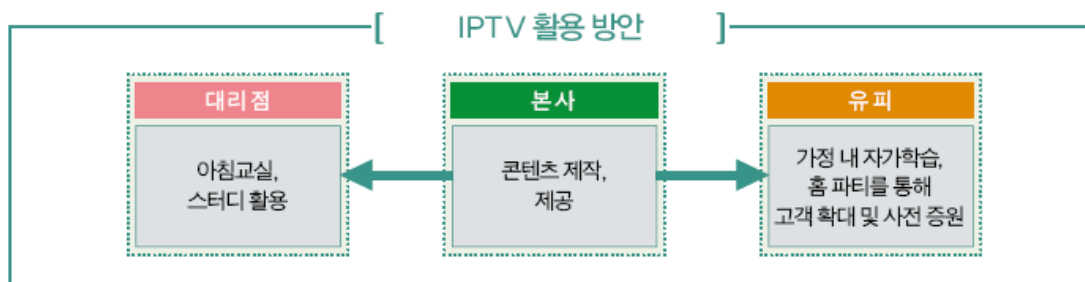 [ IPTV 활용 방안 ]
대리점
아침교실,
스터디 활용
본사
콘텐츠 제작,
제공
유피
가정 내 자가학습,
홈 파티를 통해
고객 확대 및 사전 증원